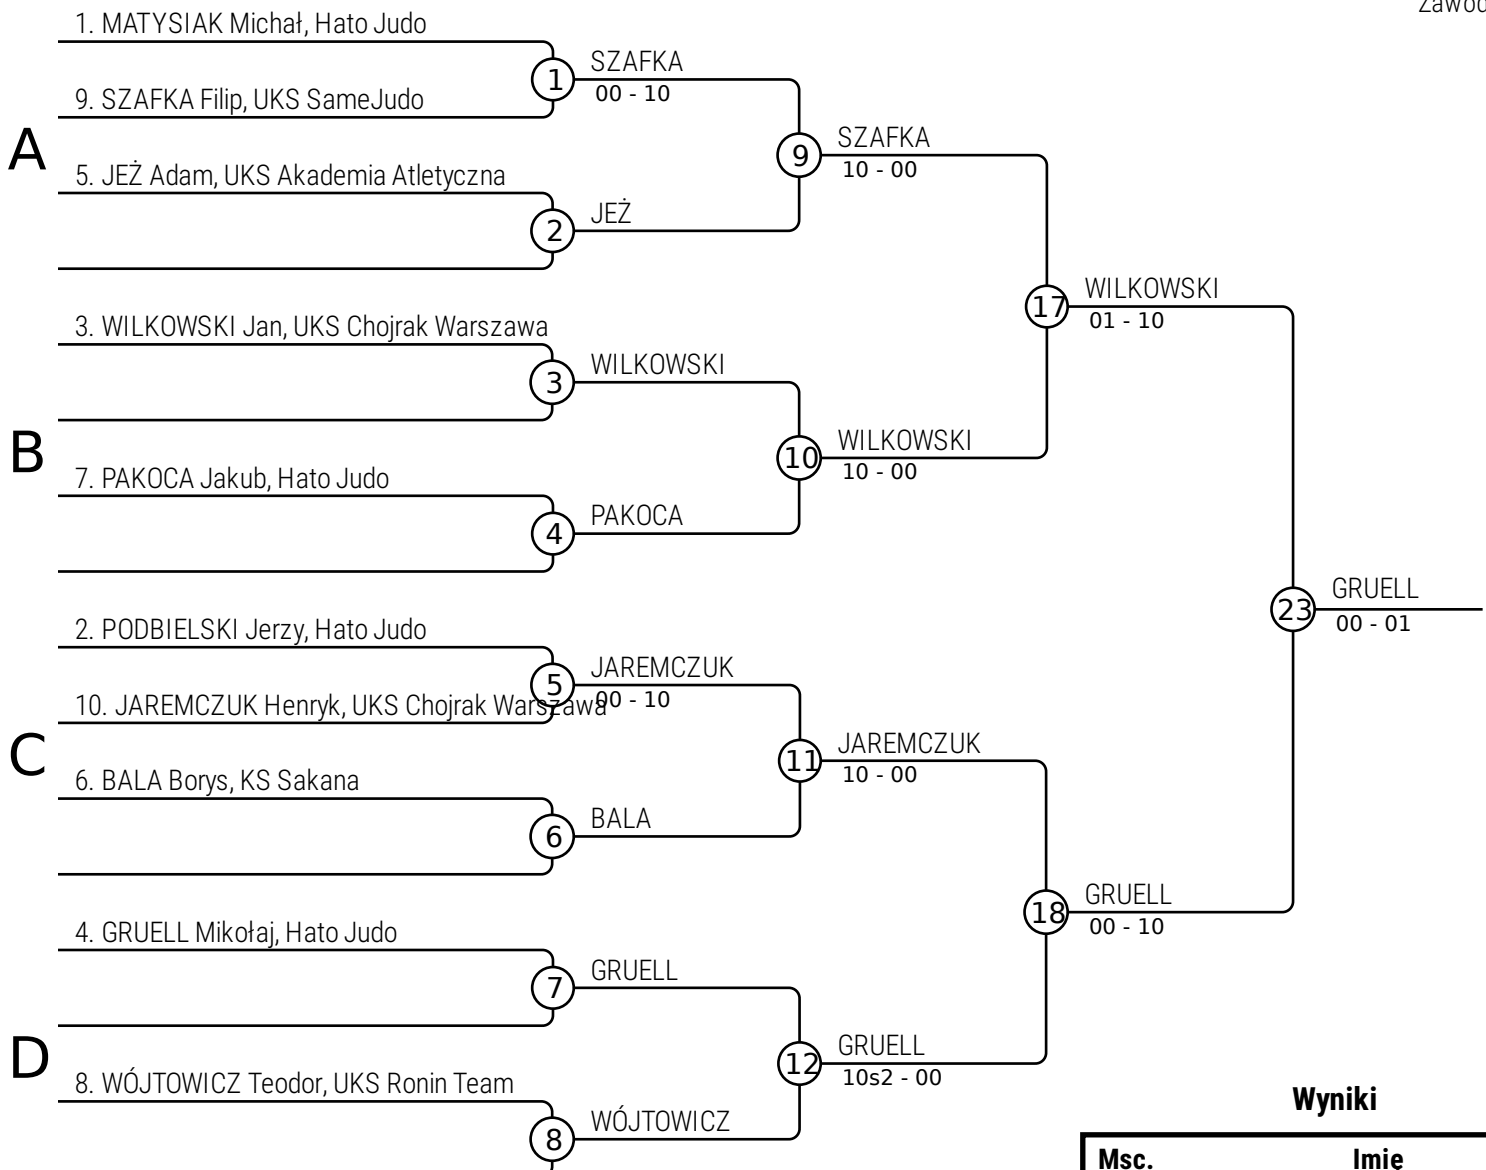 Zawod
1. MATYSIAK Michał, Hato Judo
1
SZAFKA
00 - 10
9. SZAFKA Filip, UKS SameJudo
A
9
SZAFKA
10 - 00
5. JEŻ Adam, UKS Akademia Atletyczna
2
JEŻ
17
WILKOWSKI
01 - 10
3. WILKOWSKI Jan, UKS Chojrak Warszawa
3
WILKOWSKI
B
10
WILKOWSKI
10 - 00
7. PAKOCA Jakub, Hato Judo
4
PAKOCA
23
GRUELL
00 - 01
2. PODBIELSKI Jerzy, Hato Judo
5
JAREMCZUK
00 - 10
10. JAREMCZUK Henryk, UKS Chojrak Warszawa
C
11
JAREMCZUK
10 - 00
6. BALA Borys, KS Sakana
6
BALA
18
GRUELL
00 - 10
4. GRUELL Mikołaj, Hato Judo
7
GRUELL
D
12
GRUELL
10s2 - 00
8. WÓJTOWICZ Teodor, UKS Ronin Team
8
WÓJTOWICZ
Wyniki
Msc. Imię